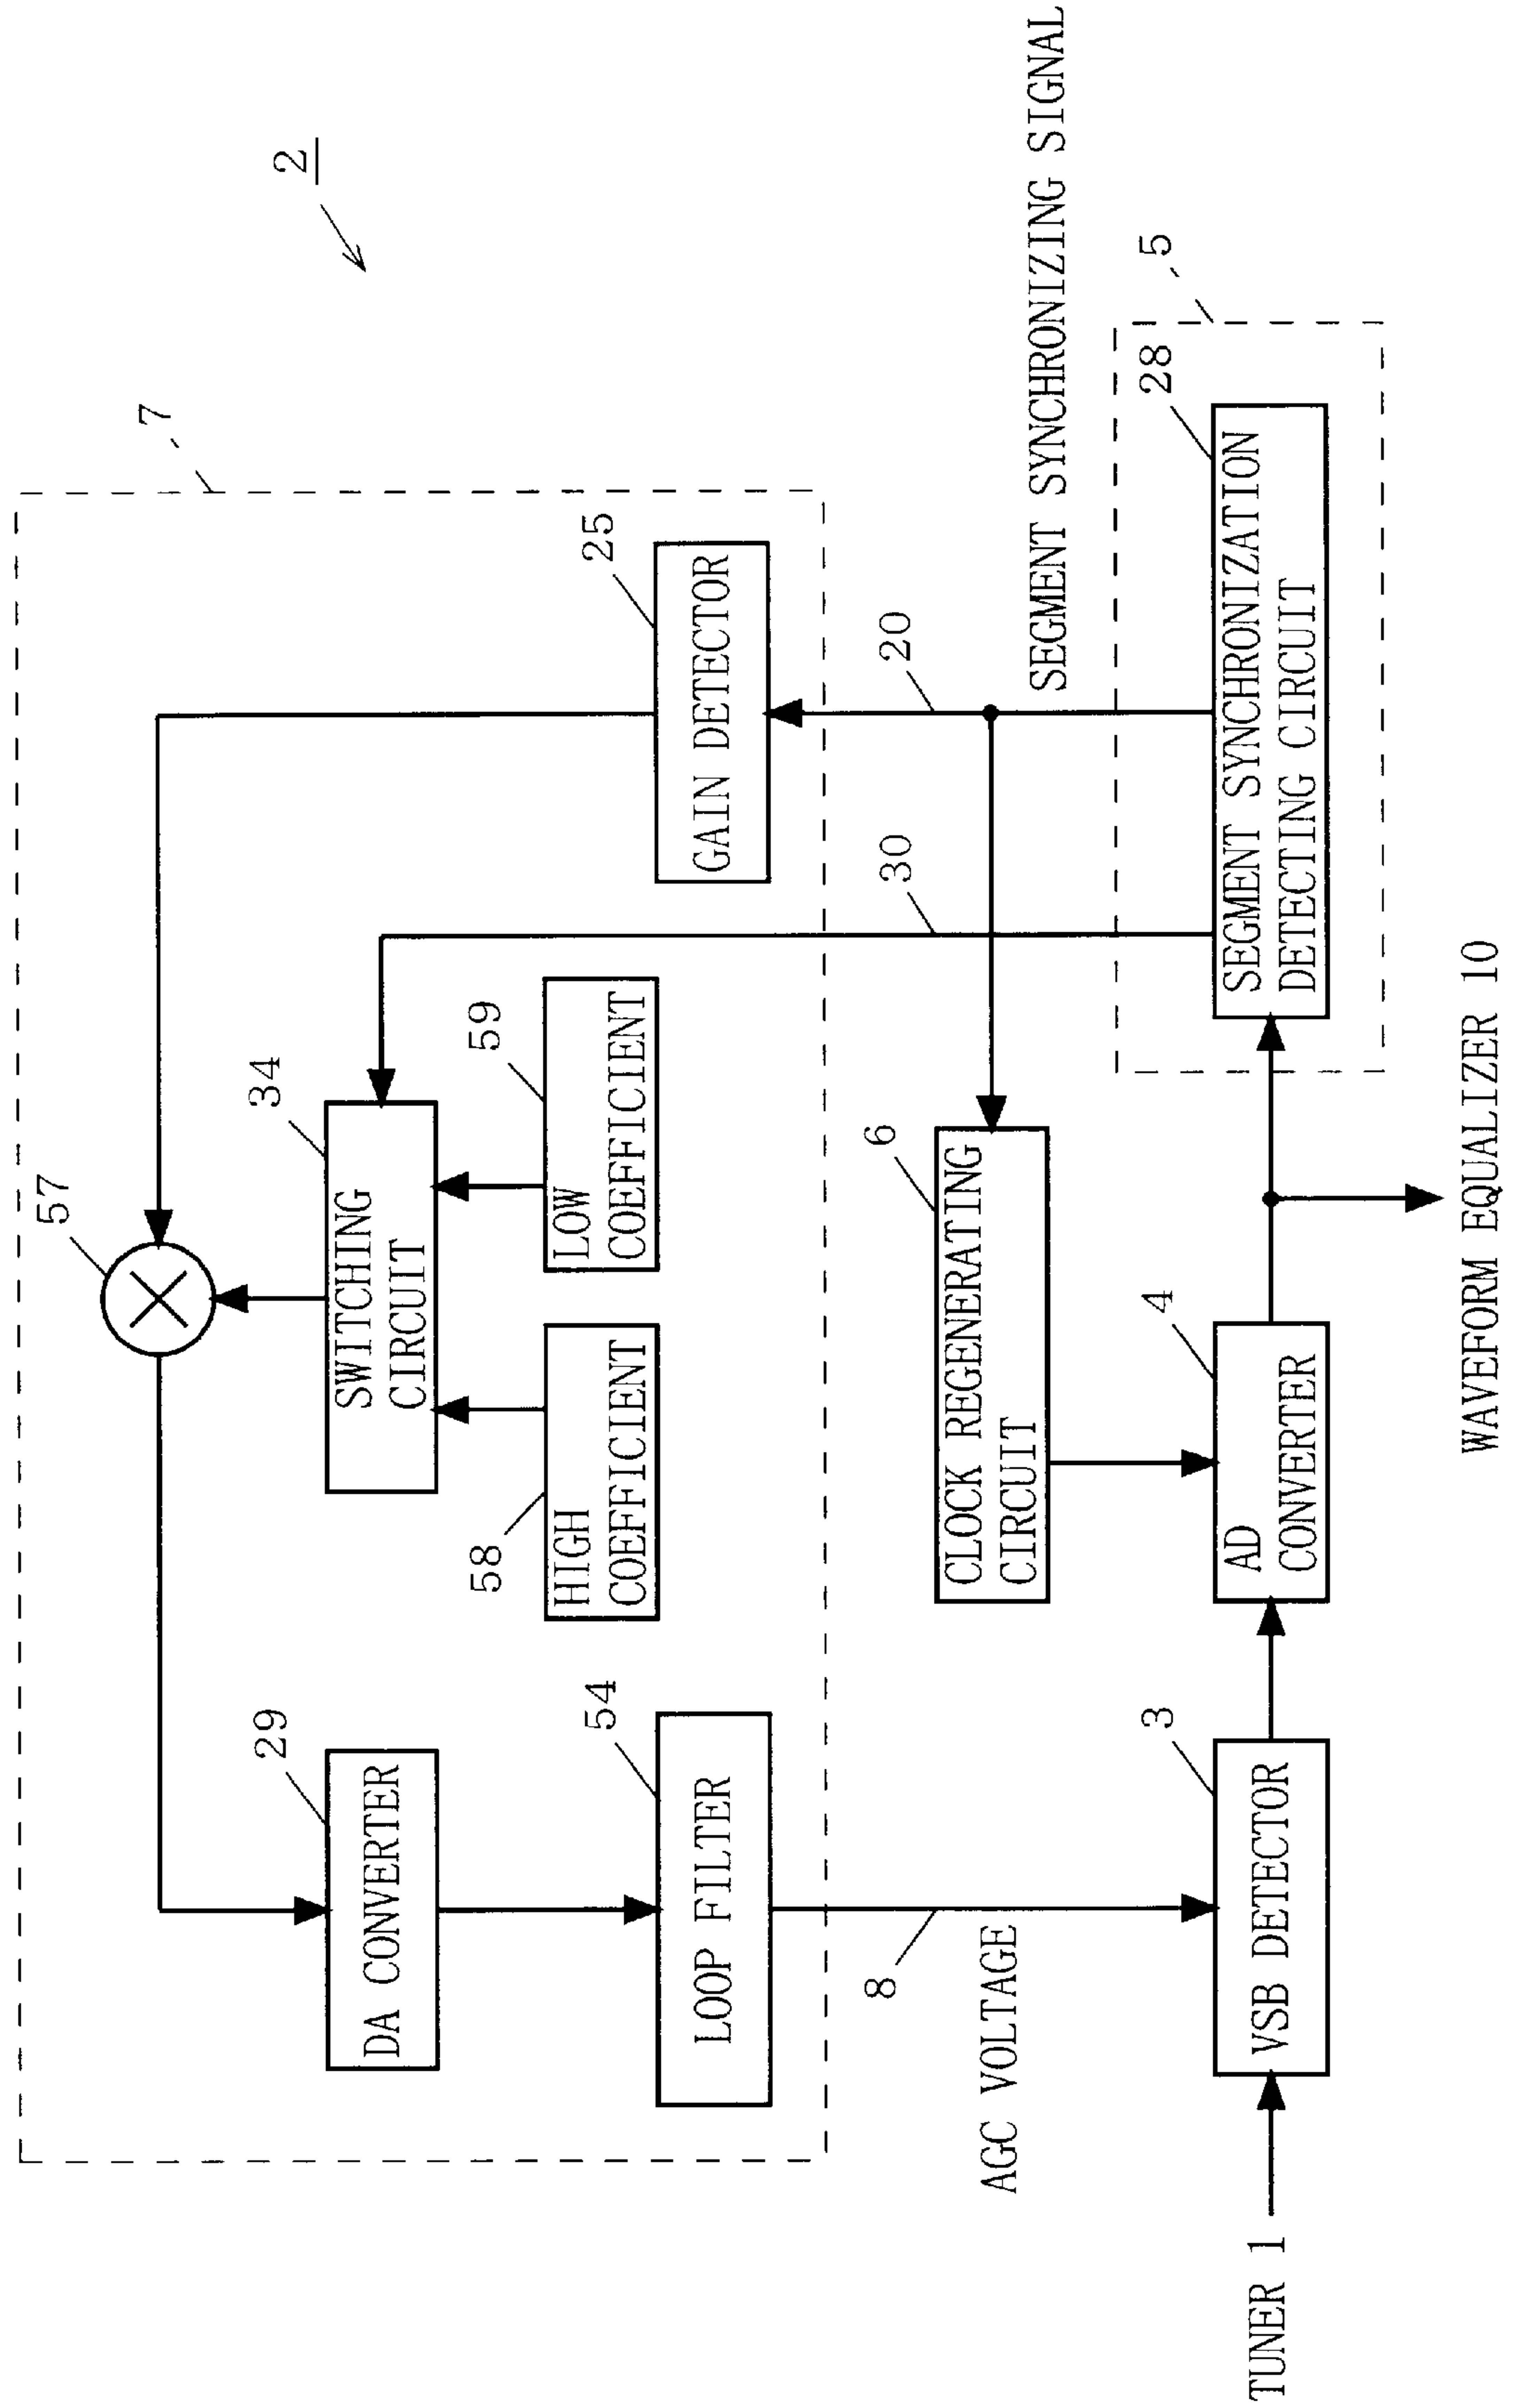 2
7
57
34
SWITCHING
CIRCUIT
29
DA CONVERTER
58
HIGH
COEFFICIENT
59
LOW
COEFFICIENT
54
LOOP FILTER
25
GAIN DETECTOR
8
AGC VOLTAGE
6
CLOCK REGENERATING
CIRCUIT
30
20
SEGMENT SYNCHRONIZING SIGNAL
5
TUNER 1
3
VSB DETECTOR
4
AD
CONVERTER
28
SEGMENT SYNCHRONIZATION
DETECTING CIRCUIT
WAVEFORM EQUALIZER 10